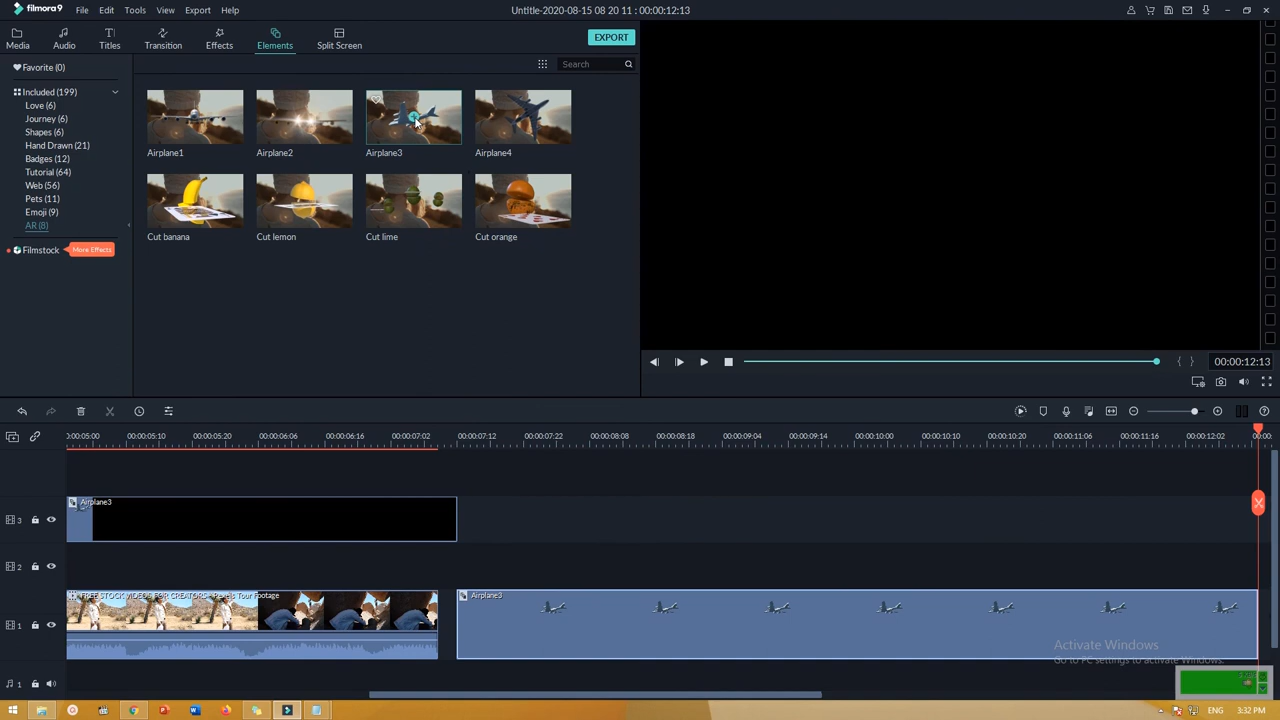 filmora9 File Edit Tools View Export Help Untitle-2020-08-15 08 20 11 : 00:00:12:13
Media Audio Titles Transition Effects Elements Split Screen EXPORT
Favorite (0)
Search
Included (199)
Love (6)
Journey (6)
Shapes (6)
Hand Drawn (21)
Badges (12)
Tutorial (64)
Web (56)
Pets (11)
Emoji (9)
AR (8)
Filmstock More Effects
Airplane1 Airplane2 Airplane3 Airplane4
Cut banana Cut lemon Cut lime Cut orange
00:00:12:13
00:00:05:00 00:00:05:10 00:00:05:20 00:00:06:06 00:00:06:16 00:00:07:02 00:00:07:12 00:00:07:22 00:00:08:08 00:00:08:18 00:00:09:04 00:00:09:14 00:00:10:00 00:00:10:10 00:00:10:20 00:00:11:06 00:00:11:16 00:00:12:02 00:00:
Airplane3
3
2
FREE STOCK VIDEOS FOR CREATORS Footage
Airplane3
1
Activate Windows
Go to PC settings to activate Windows.
1
ENG 3:32 PM